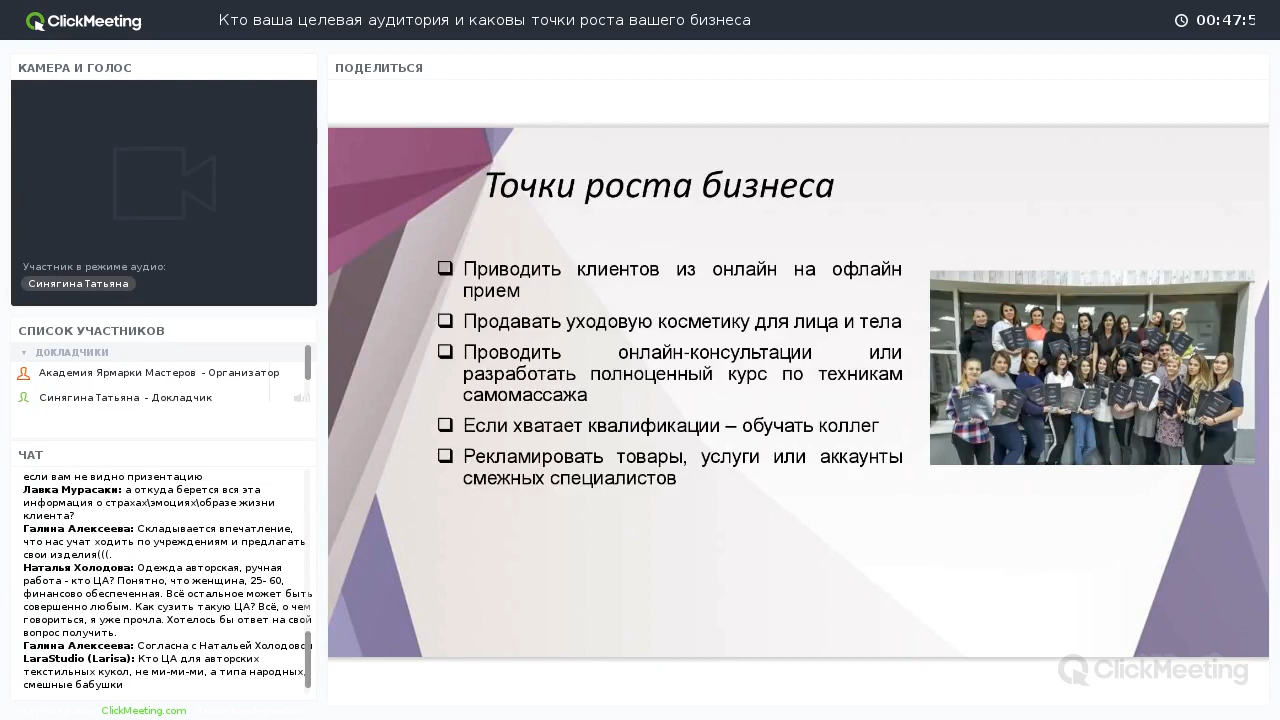 ClickMeeting
Кто ваша целевая аудитория и каковы точки роста вашего бизнеса
00:47:5
КАМЕРА И ГОЛОС
Участник в режиме аудио:
Синягина Татьяна
СПИСОК УЧАСТНИКОВ
ДОКЛАДЧИКИ
Академия Ярмарки Мастеров - Организатор
Синягина Татьяна - Докладчик
ЧАТ
если вам не видно призентацию
Лавка Мурасаки: а откуда берется вся эта
информация о страхах\эмоциях\образе жизни
клиента?
Галина Алексеева: Складывается впечатление,
что нас учат ходить по учреждениям и предлагать
свои изделия(((.
Наталья Холодова: Одежда авторская, ручная
работа - кто ЦА? Понятно, что женщина, 25- 60,
финансово обеспеченная. Всё остальное может быть
совершенно любым. Как сузить такую ЦА? Всё, о чем
говориться, я уже прочла. Хотелось бы ответ на свой
вопрос получить.
Галина Алексеева: Согласна с Натальей Холодовой
LaraStudio (Larisa): Кто ЦА для авторских
текстильных кукол, не ми-ми-ми, а типа народных,
смешные бабушки
ClickMeeting.com
ПОДЕЛИТЬСЯ
Точки роста бизнеса
Приводить клиентов из онлайн на офлайн
прием
Продавать уходовую косметику для лица и тела
Проводить онлайн-консультации или
разработать полноценный курс по техникам
самомассажа
Если хватает квалификации – обучать коллег
Рекламировать товары, услуги или аккаунты
смежных специалистов
ClickMeeting